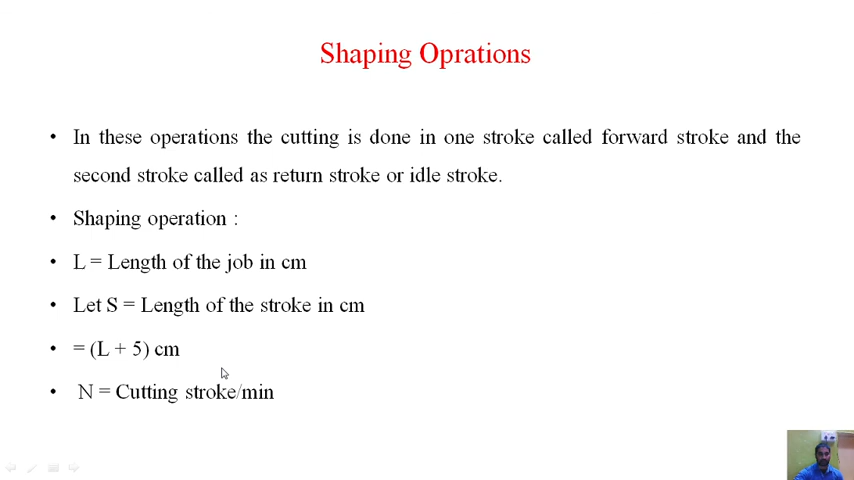 Shaping Oprations
• In these operations the cutting is done in one stroke called forward stroke and the
second stroke called as return stroke or idle stroke.
• Shaping operation :
• L = Length of the job in cm
• Let S = Length of the stroke in cm
• = (L + 5) cm
• N = Cutting stroke/min